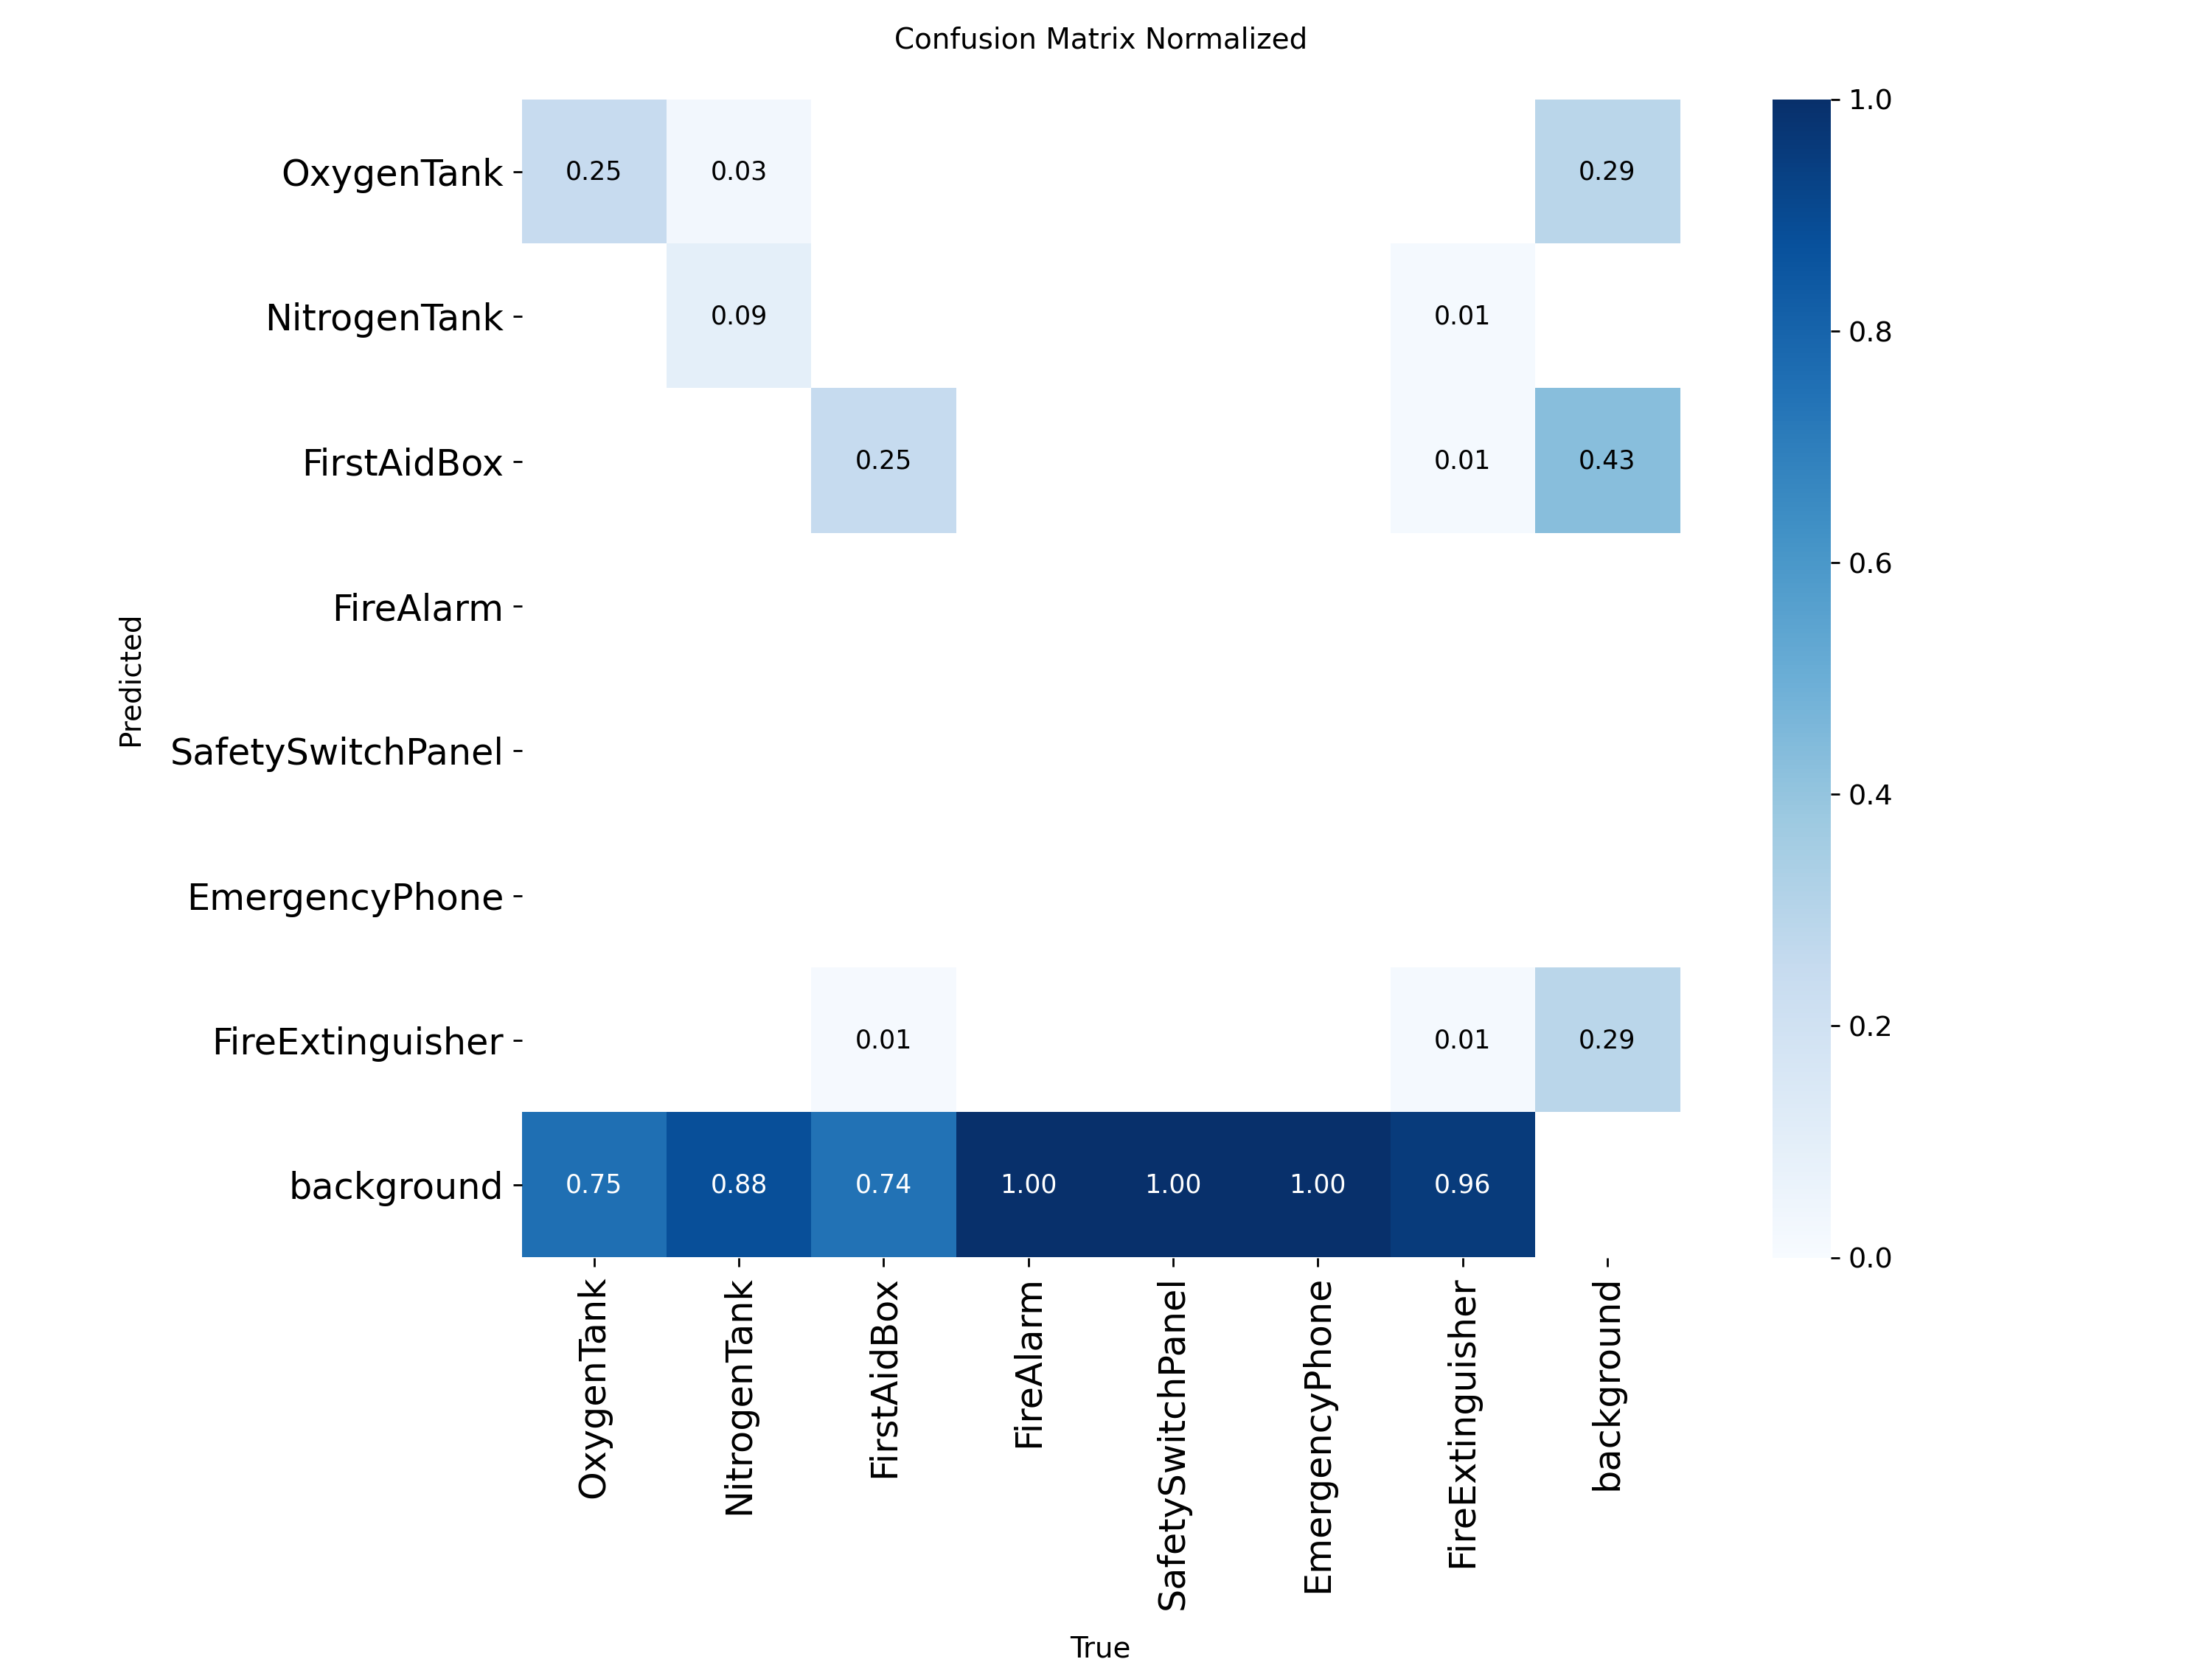 Confusion Matrix Normalized
OxygenTank 0.25 0.03 0.29
NitrogenTank 0.09 0.01
FirstAidBox 0.25 0.01 0.43
FireAlarm
SafetySwitchPanel
EmergencyPhone
FireExtinguisher 0.01 0.01 0.29
background 0.75 0.88 0.74 1.00 1.00 1.00 0.96
Predicted
OxygenTank
NitrogenTank
FirstAidBox
FireAlarm
SafetySwitchPanel
EmergencyPhone
FireExtinguisher
background
True
1.0
0.8
0.6
0.4
0.2
0.0